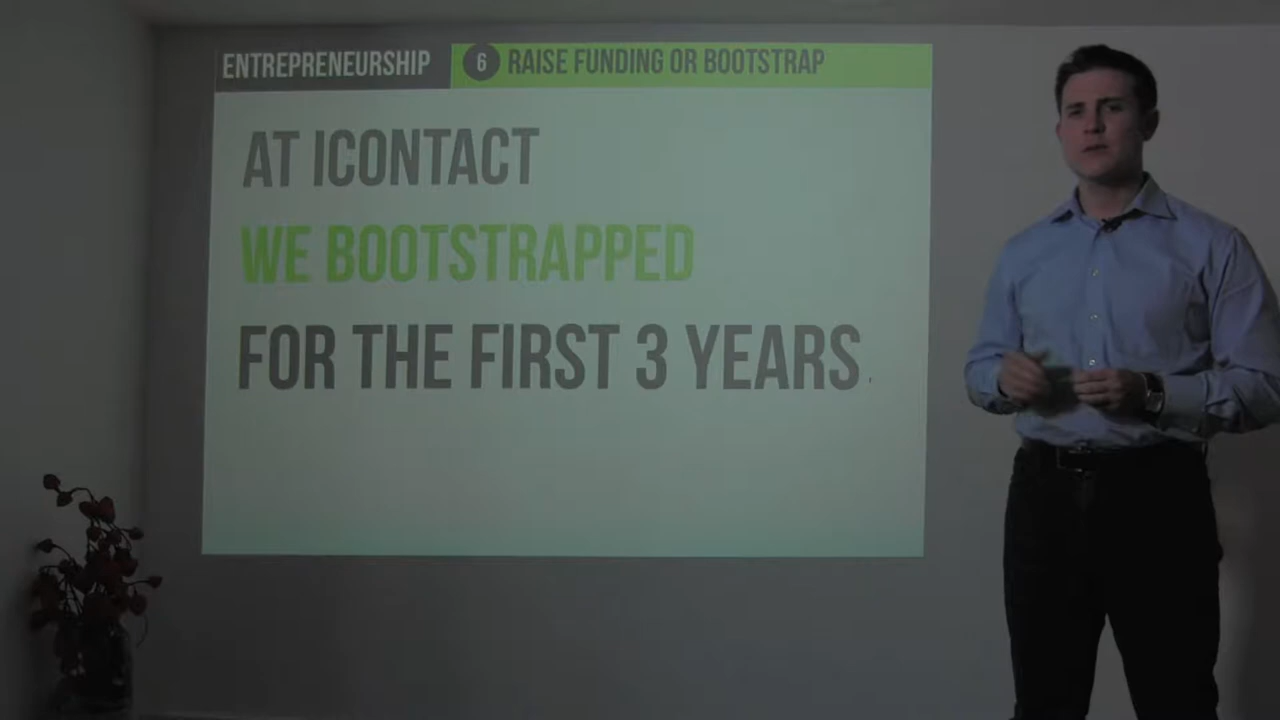 ENTREPRENEURSHIP
6 RAISE FUNDING OR BOOTSTRAP
AT ICONTACT
WE BOOTSTRAPPED
FOR THE FIRST 3 YEARS